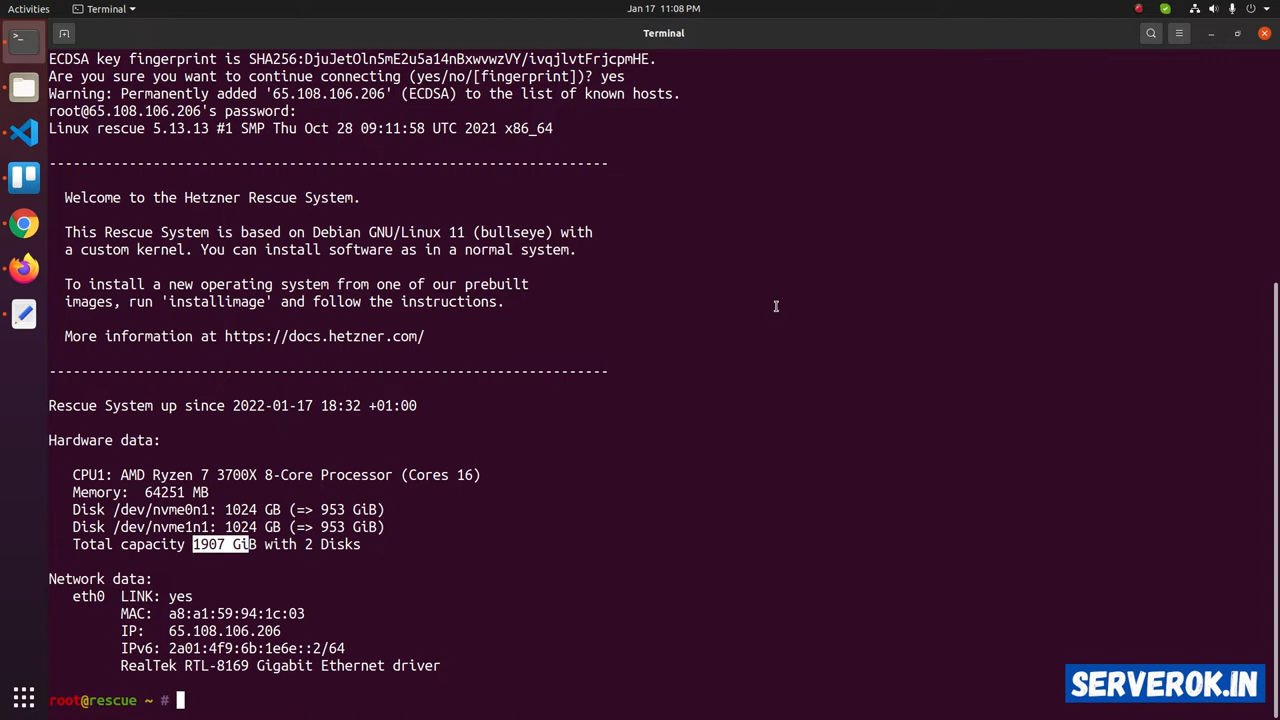 Activities
Terminal
Jan 17 11:08 PM
Terminal
ECDSA key fingerprint is SHA256:DjuJetOln5mE2u5a14nBxwvwzVY/ivqjlvtFrjcpmHE.
Are you sure you want to continue connecting (yes/no/[fingerprint])? yes
Warning: Permanently added '65.108.106.206' (ECDSA) to the list of known hosts.
root@65.108.106.206's password:
Linux rescue 5.13.13 #1 SMP Thu Oct 28 09:11:58 UTC 2021 x86_64
----------------------------------------------------------------------
Welcome to the Hetzner Rescue System.
This Rescue System is based on Debian GNU/Linux 11 (bullseye) with
a custom kernel. You can install software as in a normal system.
To install a new operating system from one of our prebuilt
images, run 'installimage' and follow the instructions.
More information at https://docs.hetzner.com/
----------------------------------------------------------------------
Rescue System up since 2022-01-17 18:32 +01:00
Hardware data:
CPU1: AMD Ryzen 7 3700X 8-Core Processor (Cores 16)
Memory:  64251 MB
Disk /dev/nvme0n1: 1024 GB (=> 953 GiB)
Disk /dev/nvme1n1: 1024 GB (=> 953 GiB)
Total capacity 1907 GiB with 2 Disks
Network data:
eth0  LINK: yes
MAC:  a8:a1:59:94:1c:03
IP:   65.108.106.206
IPv6: 2a01:4f9:6b:1e6e::2/64
RealTek RTL-8169 Gigabit Ethernet driver
root@rescue ~ #
SERVEROK.IN